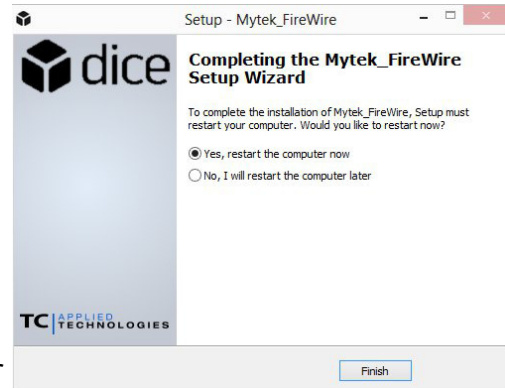 Setup - Mytek_FireWire
dice
Completing the Mytek_FireWire
Setup Wizard
To complete the installation of Mytek_FireWire, Setup must
restart your computer. Would you like to restart now?
Yes, restart the computer now
No, I will restart the computer later
TC APPLIED
TECHNOLOGIES
Finish